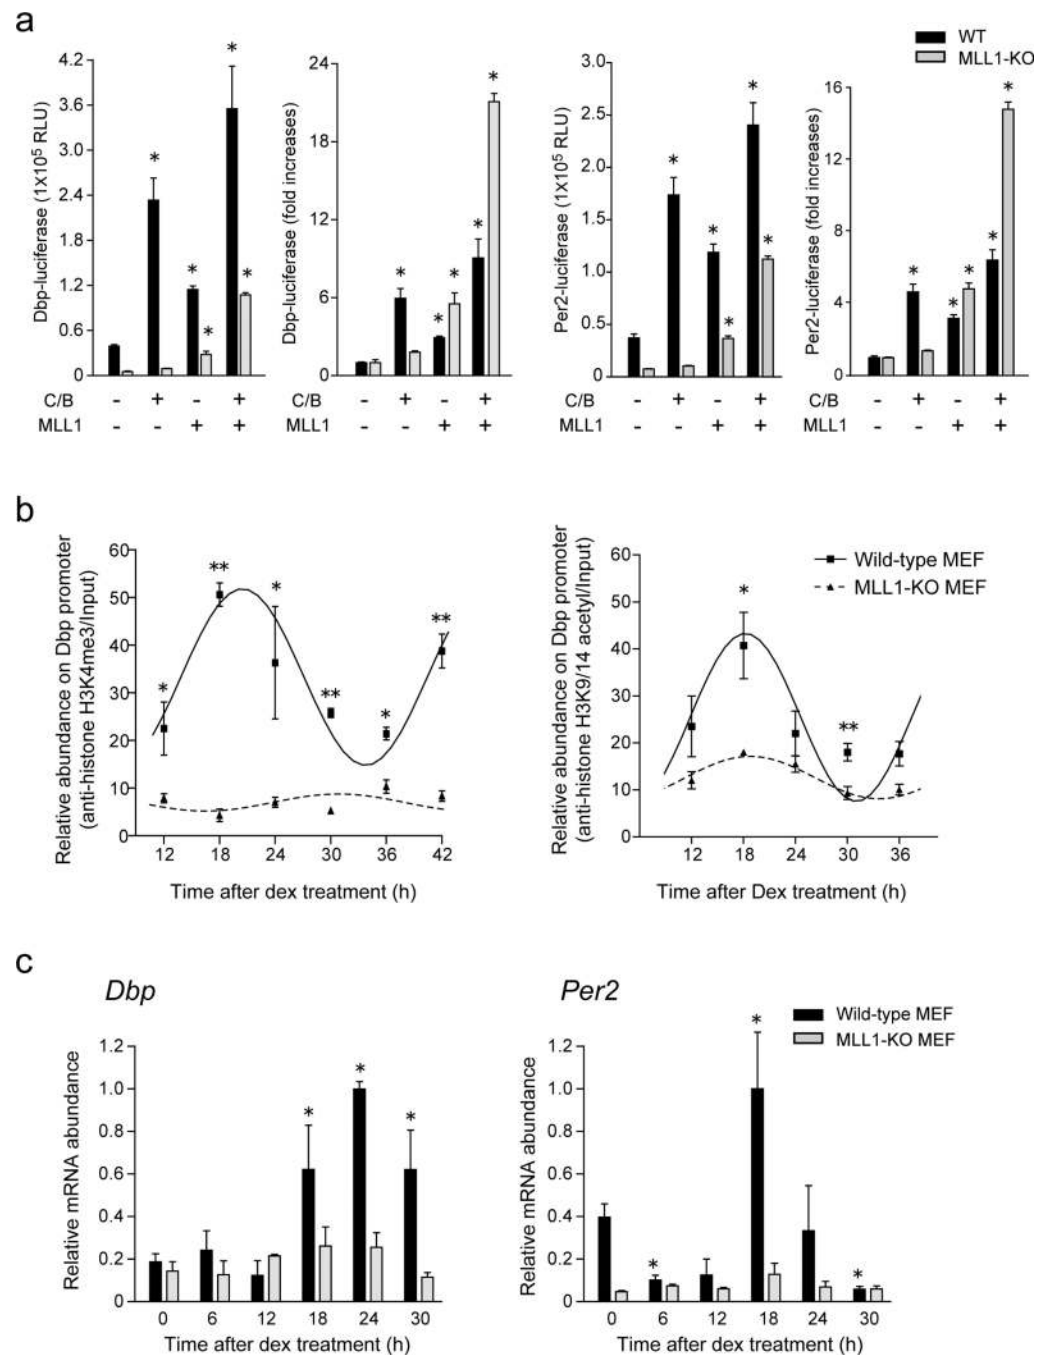 a
WT
MLL1-KO
Dbp-luciferase (1X10⁵ RLU)
4.2
3.6
3.0
2.4
1.8
1.2
0.6
0
* * * * *
Dbp-luciferase (fold increases)
24
18
12
6
0
* * * * *
Per2-luciferase (1X10⁵ RLU)
3.0
2.5
2.0
1.5
1.0
0.5
0
* * * * *
Per2-luciferase (fold increases)
16
12
8
4
0
* * * * *
C/B - + - + C/B - + - + C/B - + - + C/B - + - +
MLL1 - - + + MLL1 - - + + MLL1 - - + + MLL1 - - + +
b
Relative abundance on Dbp promoter
(anti-histone H3K4me3/Input)
60
50
40
30
20
10
0
* ** * ** * **
12 18 24 30 36 42
Time after dex treatment (h)
Relative abundance on Dbp promoter
(anti-histone H3K9/14 acetyl/Input)
60
50
40
30
20
10
0
* **
Wild-type MEF
MLL1-KO MEF
12 18 24 30 36
Time after Dex treatment (h)
c
Dbp
Relative mRNA abundance
1.2
1.0
0.8
0.6
0.4
0.2
0
* * *
0 6 12 18 24 30
Time after dex treatment (h)
Per2
Wild-type MEF
MLL1-KO MEF
Relative mRNA abundance
1.2
1.0
0.8
0.6
0.4
0.2
0
* * *
0 6 12 18 24 30
Time after dex treatment (h)